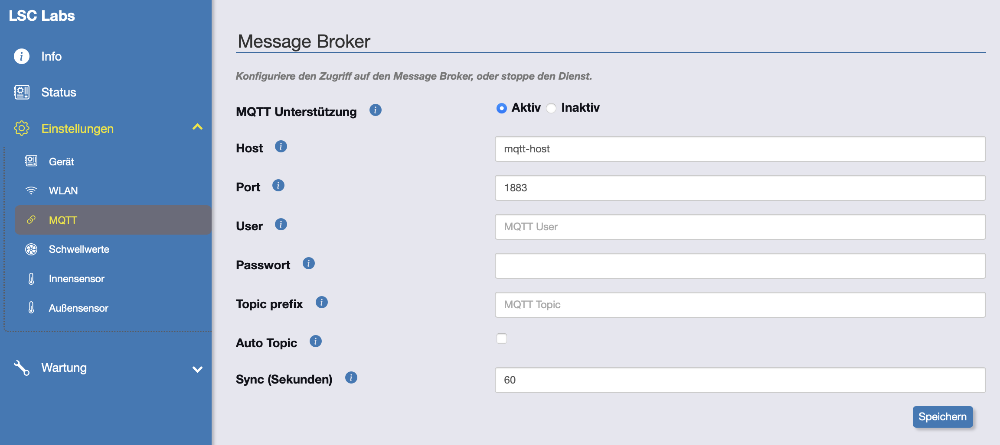 LSC Labs
Info
Status
Einstellungen
Gerät
WLAN
MQTT
Schwellwerte
Innensensor
Außensensor
Wartung
Message Broker
Konfiguriere den Zugriff auf den Message Broker, oder stoppe den Dienst.
MQTT Unterstützung i Aktiv Inaktiv
Host i mqtt-host
Port i 1883
User i MQTT User
Passwort i
Topic prefix i MQTT Topic
Auto Topic i
Sync (Sekunden) i 60
Speichern